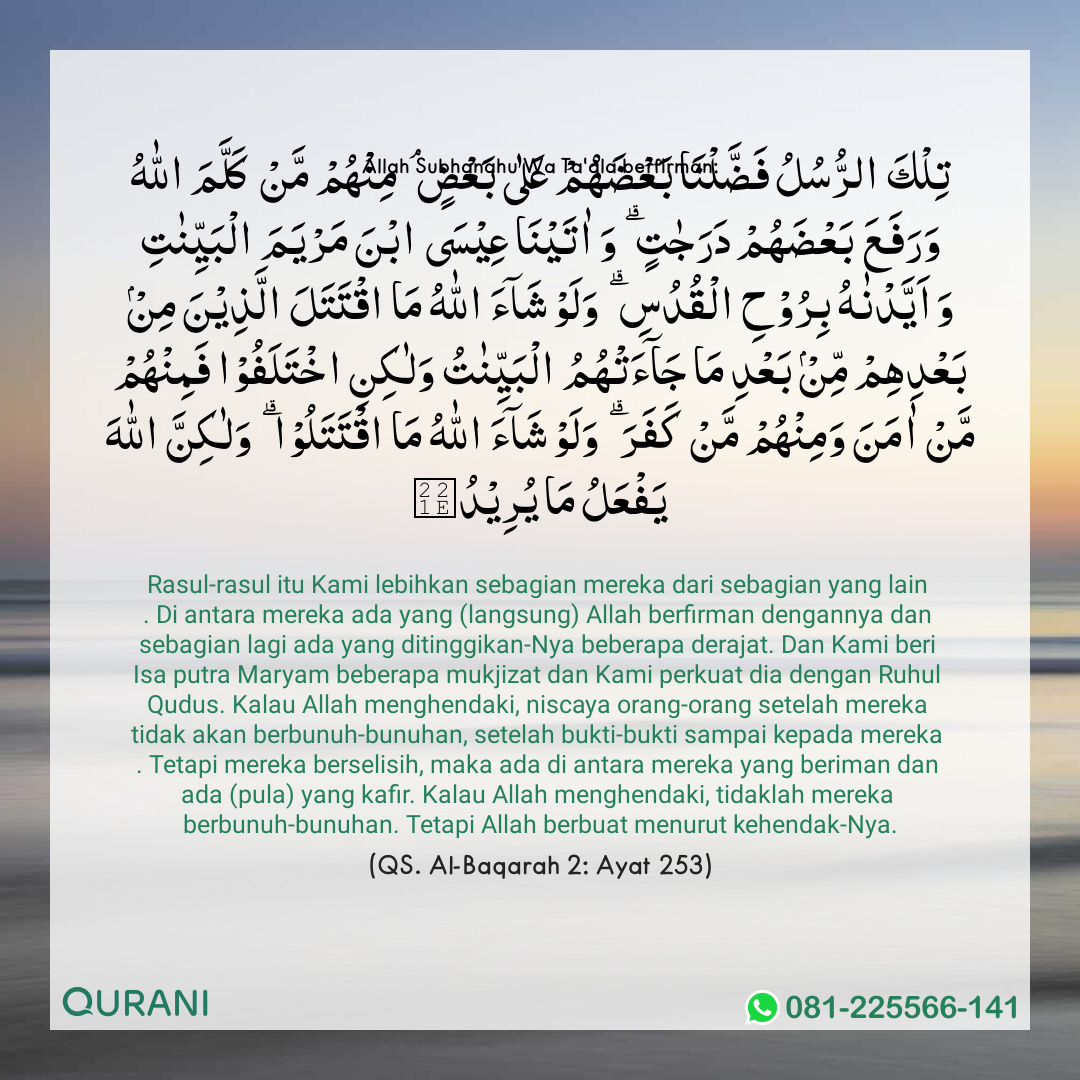 Allah Subhanahu Wa Ta'ala berfirman:
تِلْكَ الرُّسُلُ فَضَّلْنَا بَعْضَهُمْ عَلٰى بَعْضٍۘ مِنْهُمْ مَّنْ كَلَّمَ اللّٰهُ
وَرَفَعَ بَعْضَهُمْ دَرَجٰتٍۗ وَاٰتَيْنَا عِيْسَى ابْنَ مَرْيَمَ الْبَيِّنٰتِ
وَاَيَّدْنٰهُ بِرُوْحِ الْقُدُسِۗ وَلَوْ شَاۤءَ اللّٰهُ مَا اقْتَتَلَ الَّذِيْنَ مِنْۢ
بَعْدِهِمْ مِّنْۢ بَعْدِ مَا جَاۤءَتْهُمُ الْبَيِّنٰتُ وَلٰكِنِ اخْتَلَفُوْا فَمِنْهُمْ
مَّنْ اٰمَنَ وَمِنْهُمْ مَّنْ كَفَرَۗ وَلَوْ شَاۤءَ اللّٰهُ مَا اقْتَتَلُوْاۗ وَلٰكِنَّ اللّٰهَ
يَفْعَلُ مَا يُرِيْدُ
Rasul-rasul itu Kami lebihkan sebagian mereka dari sebagian yang lain
. Di antara mereka ada yang (langsung) Allah berfirman dengannya dan
sebagian lagi ada yang ditinggikan-Nya beberapa derajat. Dan Kami beri
Isa putra Maryam beberapa mukjizat dan Kami perkuat dia dengan Ruhul
Qudus. Kalau Allah menghendaki, niscaya orang-orang setelah mereka
tidak akan berbunuh-bunuhan, setelah bukti-bukti sampai kepada mereka
. Tetapi mereka berselisih, maka ada di antara mereka yang beriman dan
ada (pula) yang kafir. Kalau Allah menghendaki, tidaklah mereka
berbunuh-bunuhan. Tetapi Allah berbuat menurut kehendak-Nya.
(QS. Al-Baqarah 2: Ayat 253)
QURANI
081-225566-141